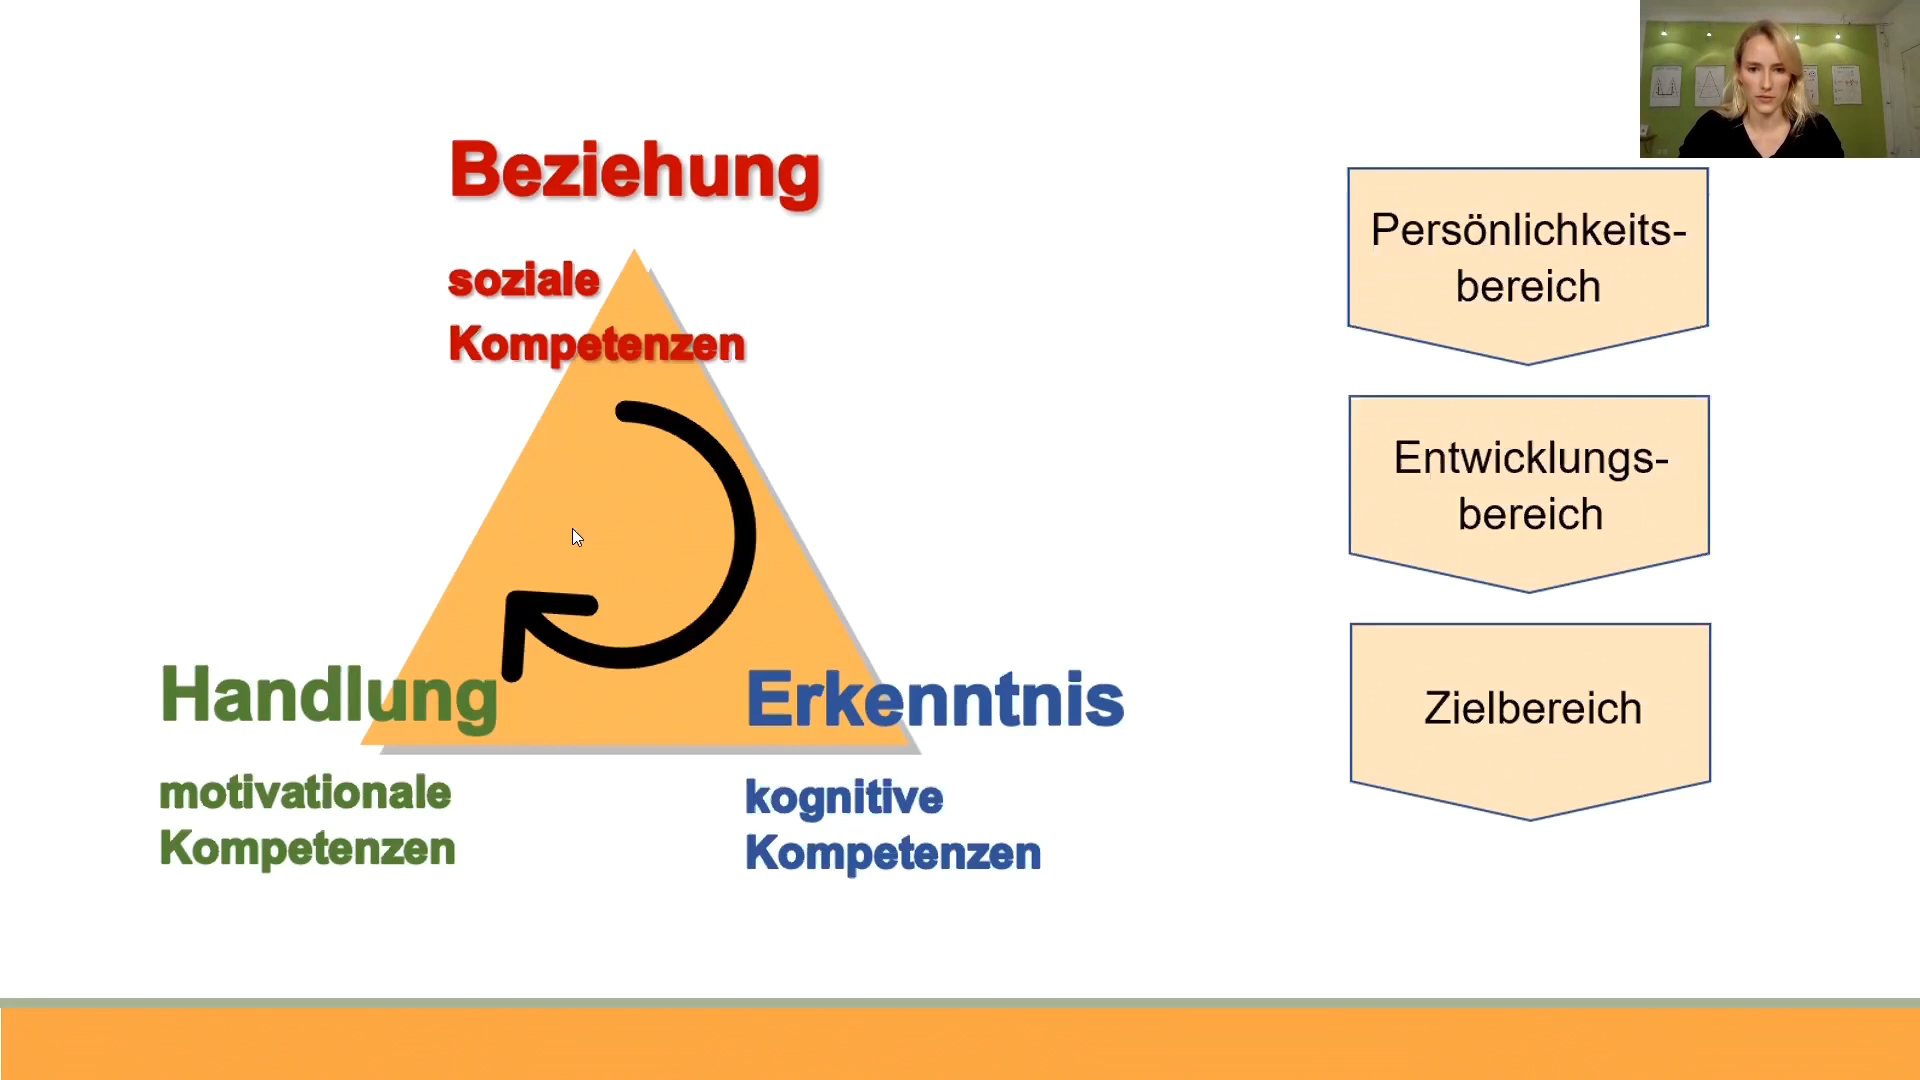 Beziehung
soziale
Kompetenzen
Handlung
motivationale
Kompetenzen
Erkenntnis
kognitive
Kompetenzen
Persönlichkeits-
bereich
Entwicklungs-
bereich
Zielbereich